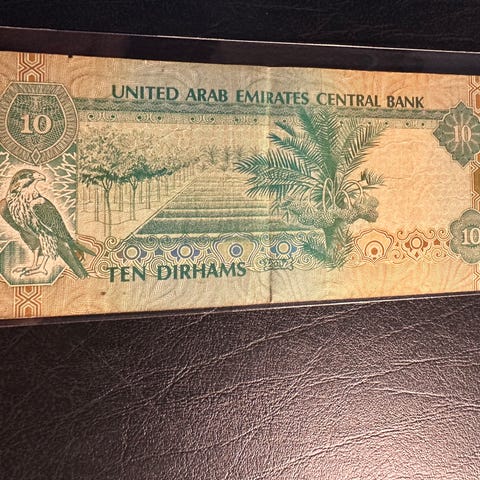 UNITED ARAB EMIRATES CENTRAL BANK
10
10
10
TEN DIRHAMS